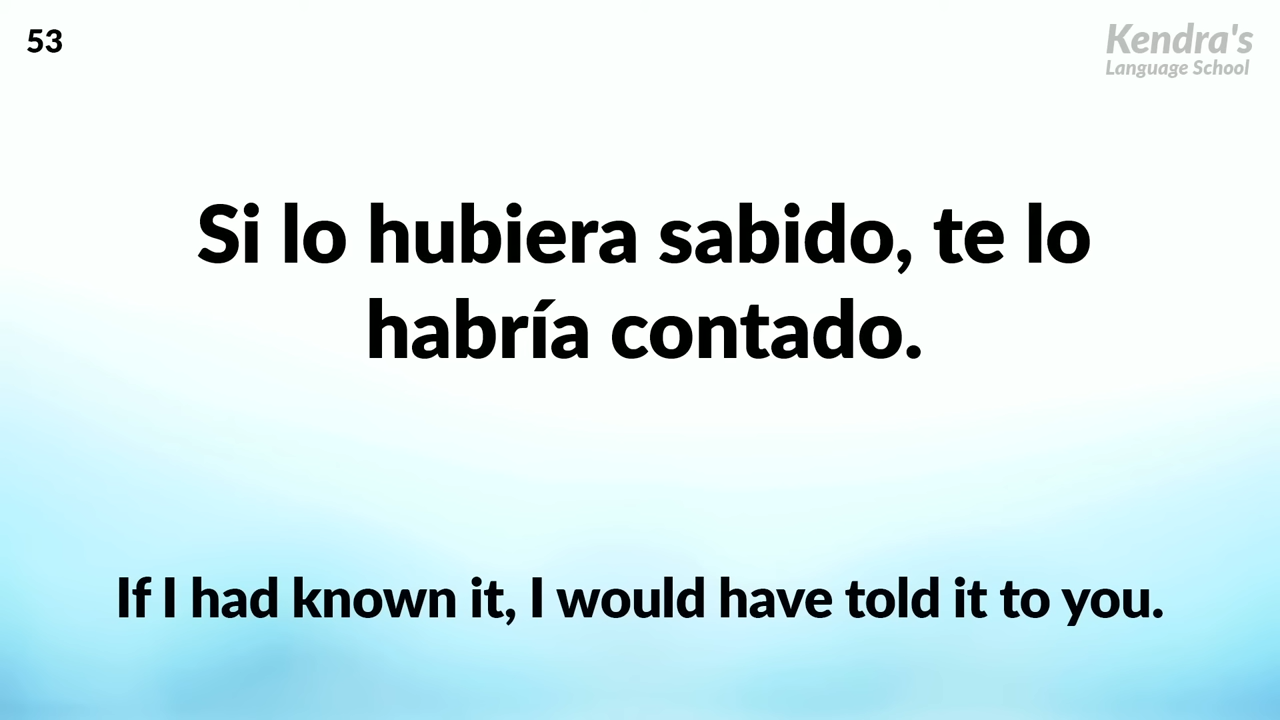 53
Kendra's
Language School
Si lo hubiera sabido, te lo
habría contado.
If I had known it, I would have told it to you.